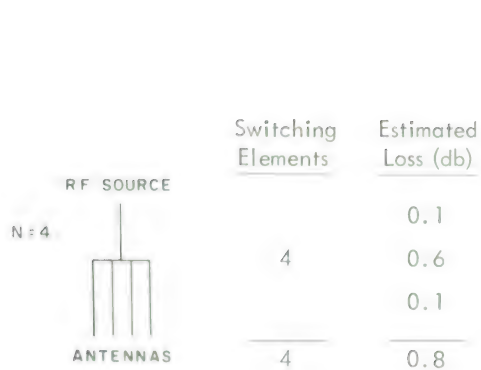 Switching Estimated
Elements Loss (db)
RF SOURCE
0.1
N=4
4 0.6
0.1
ANTENNAS 4 0.8